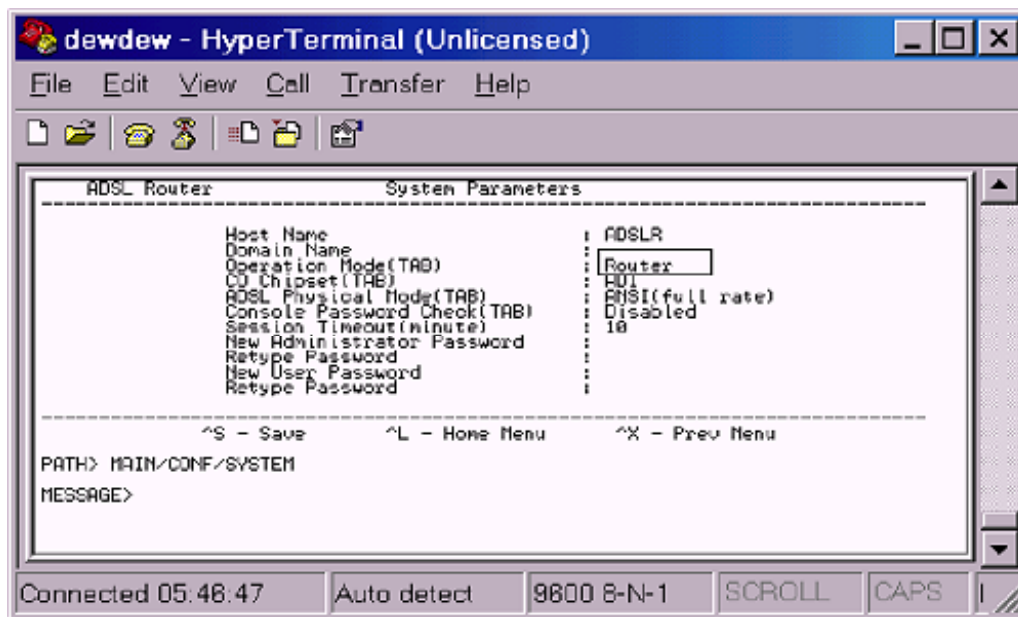 dewdew - HyperTerminal (Unlicensed)
File Edit View Call Transfer Help
ADSL Router System Parameters
Host Name : ADSLR
Domain Name :
Operation Mode(TAB) : Router
CO Chipset(TAB) : ADI
ADSL Physical Mode(TAB) : ANSI(full rate)
Console Password Check(TAB) : Disabled
Session Timeout(minute) : 10
New Administrator Password :
Retype Password :
New User Password :
Retype Password :
^S - Save ^L - Home Menu ^X - Prev Menu
PATH> MAIN/CONF/SYSTEM
MESSAGE>
Connected 05:46:47 Auto detect 9600 8-N-1 SCROLL CAPS